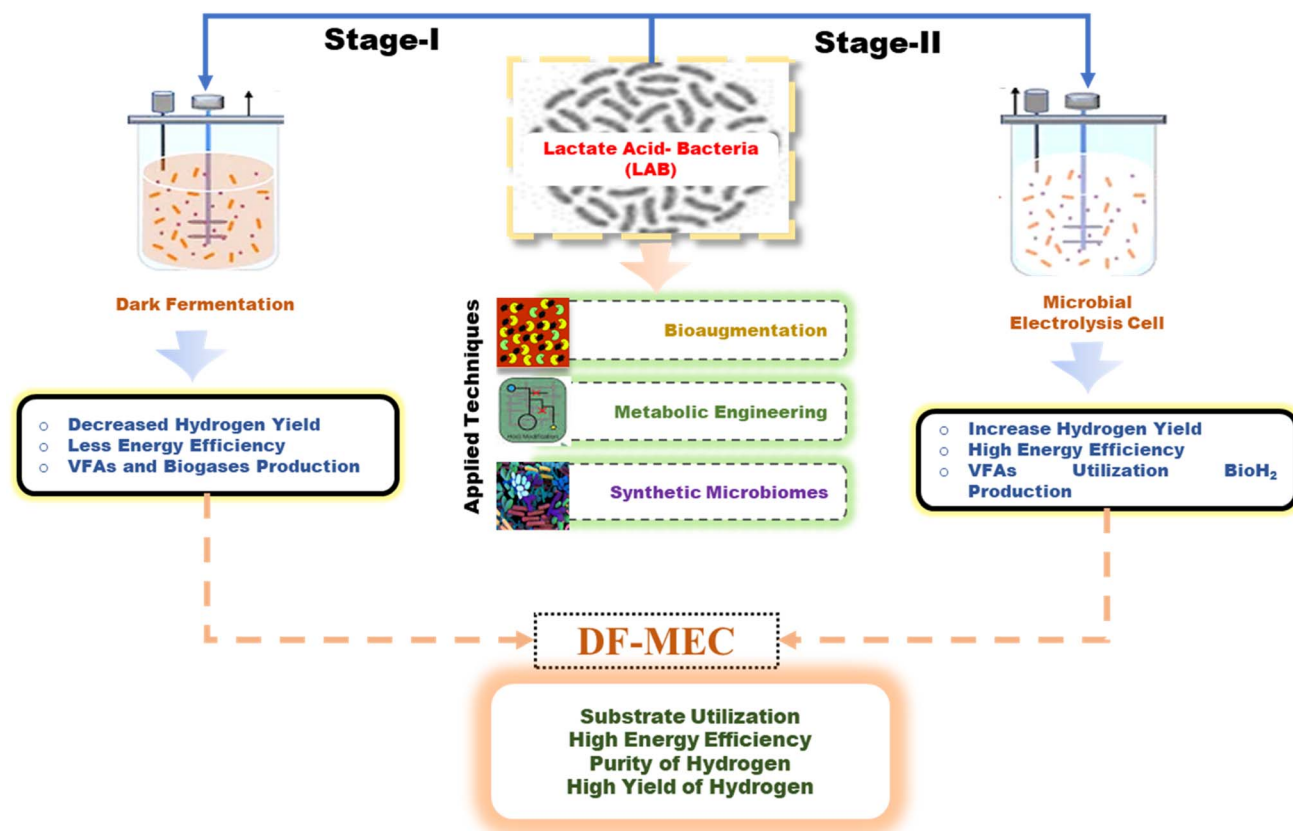 Stage-I
Stage-II
Lactate Acid- Bacteria
(LAB)
Dark Fermentation
Microbial
Electrolysis Cell
Applied Techniques
Bioaugmentation
Metabolic Engineering
Synthetic Microbiomes
Decreased Hydrogen Yield
Less Energy Efficiency
VFAs and Biogases Production
Increase Hydrogen Yield
High Energy Efficiency
VFAs Utilization BioH₂
Production
DF-MEC
Substrate Utilization
High Energy Efficiency
Purity of Hydrogen
High Yield of Hydrogen